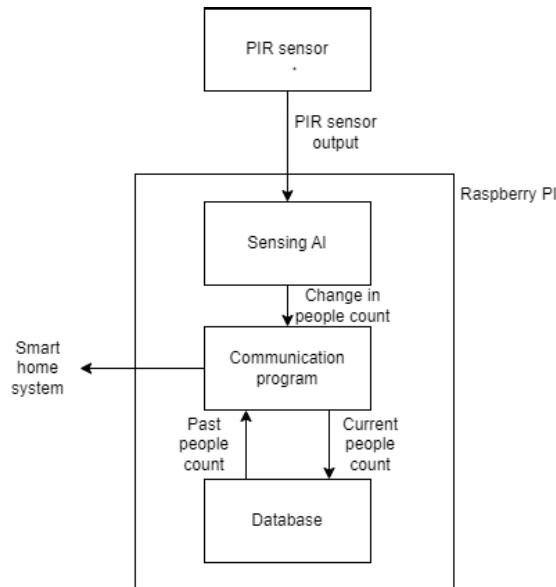 PIR sensor
PIR sensor
output
Raspberry PI
Sensing AI
Change in
people count
Smart
home
system
Communication
program
Past
people
count
Current
people
count
Database